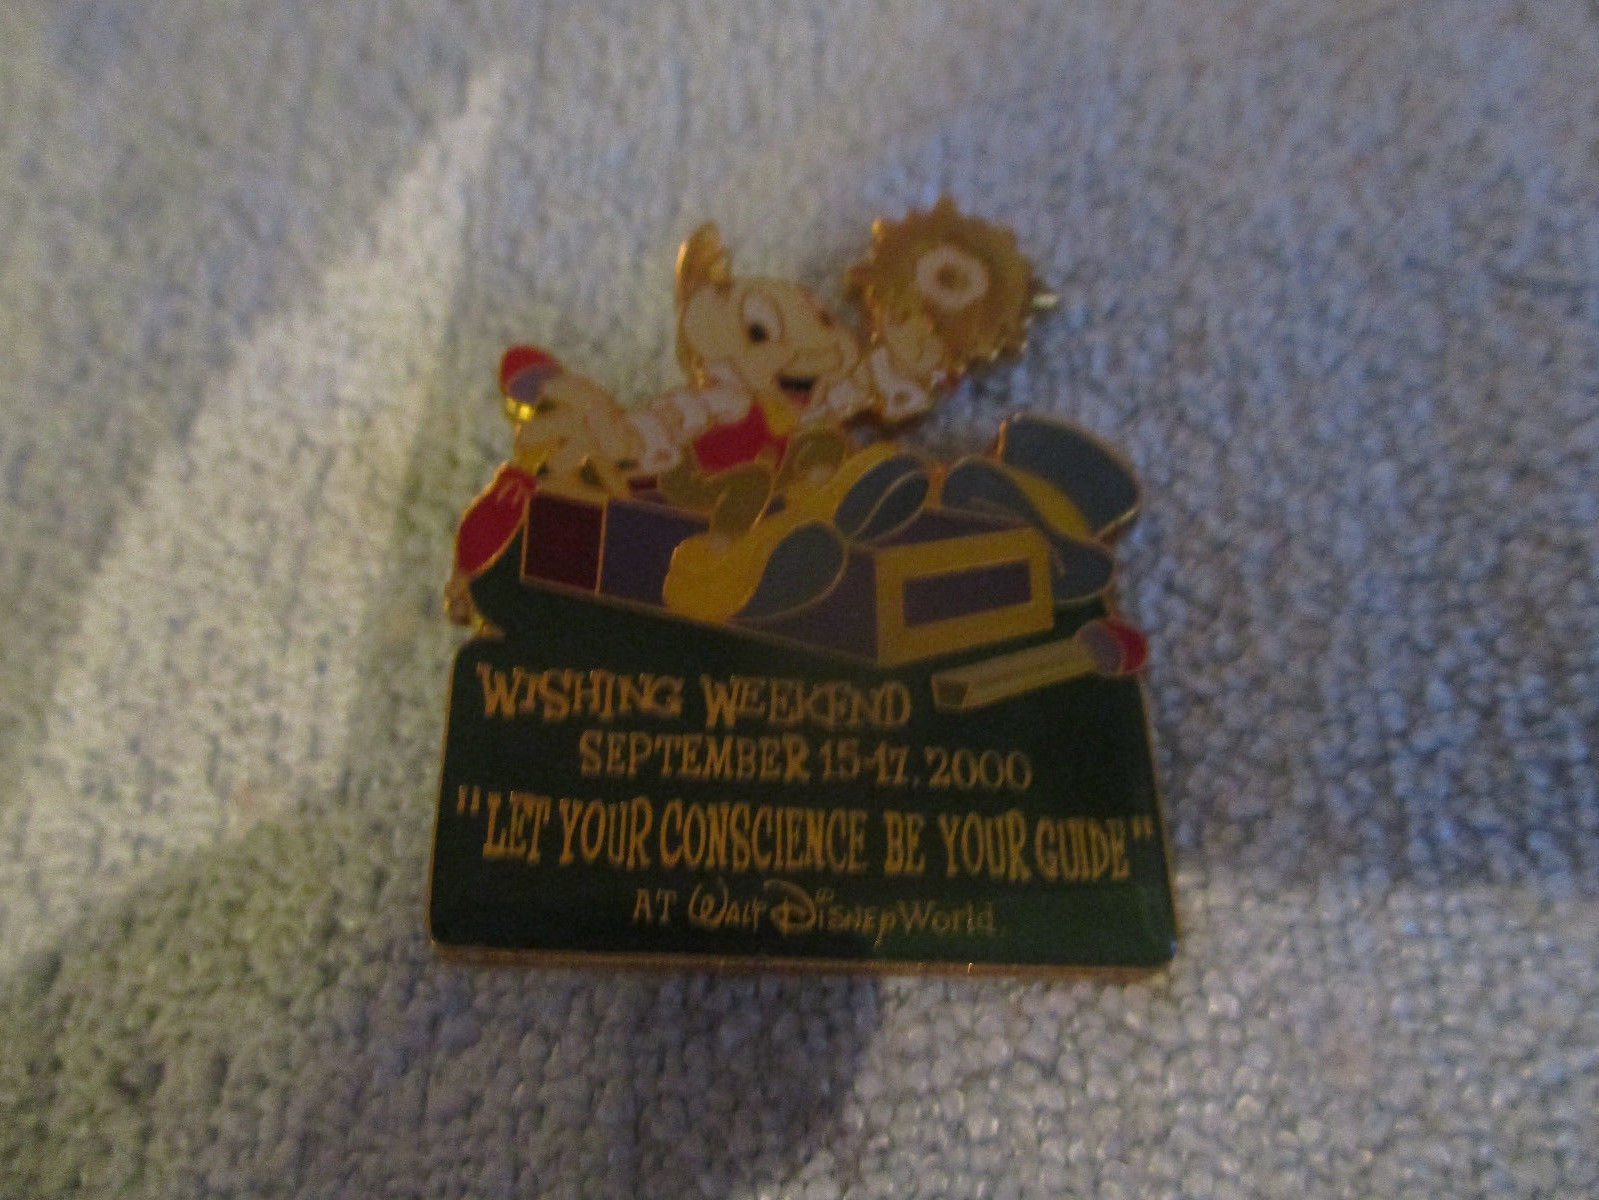 WISHING WEEKEND
SEPTEMBER 15-17, 2000
"LET YOUR CONSCIENCE BE YOUR GUIDE"
AT WALT DISNEY WORLD